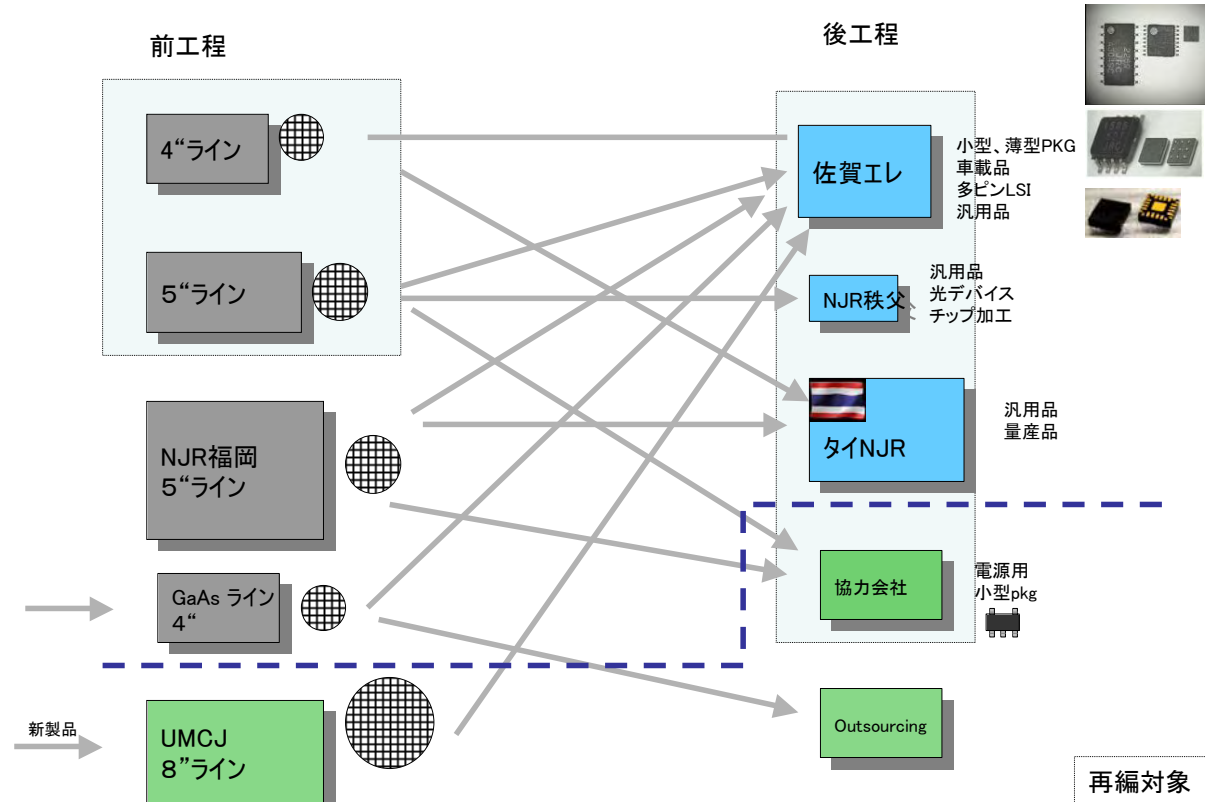 前工程
後工程
4“ライン
5“ライン
NJR福岡
5“ライン
GaAs ライン
4“
新製品
UMCJ
8”ライン
佐賀エレ
小型、薄型PKG
車載品
多ピンLSI
汎用品
NJR秩父
汎用品
光デバイス
チップ加工
タイNJR
汎用品
量産品
協力会社
電源用
小型pkg
Outsourcing
再編対象